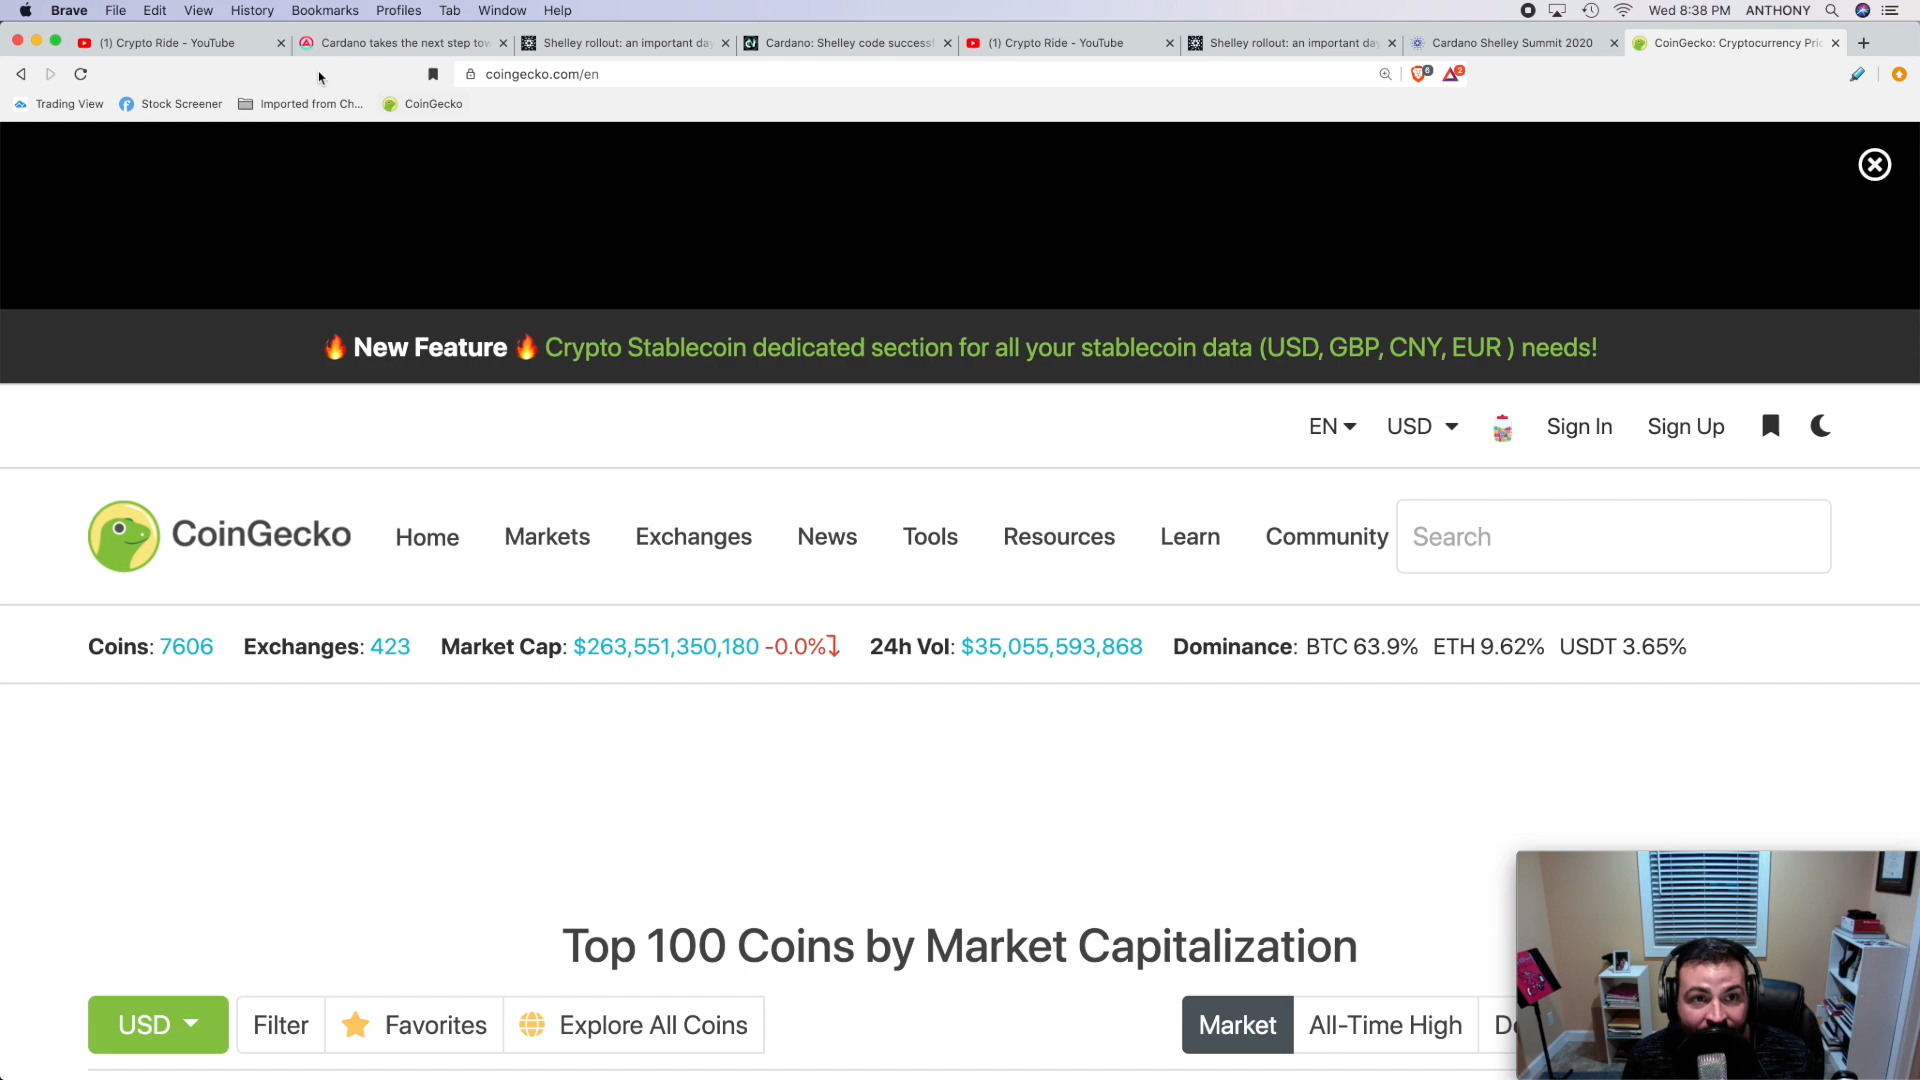 Brave File Edit View History Bookmarks Profiles Tab Window Help Wed 8:38 PM ANTHONY
(1) Crypto Ride - YouTube Cardano takes the next step tow Shelley rollout: an important day Cardano: Shelley code successf (1) Crypto Ride - YouTube Shelley rollout: an important day Cardano Shelley Summit 2020 CoinGecko: Cryptocurrency Pric
coingecko.com/en 6 2
Trading View Stock Screener Imported from Ch... CoinGecko
New Feature Crypto Stablecoin dedicated section for all your stablecoin data (USD, GBP, CNY, EUR ) needs!
EN USD Sign In Sign Up
CoinGecko Home Markets Exchanges News Tools Resources Learn Community Search
Coins: 7606 Exchanges: 423 Market Cap: $263,551,350,180 -0.0% 24h Vol: $35,055,593,868 Dominance: BTC 63.9% ETH 9.62% USDT 3.65%
Top 100 Coins by Market Capitalization
USD Filter Favorites Explore All Coins Market All-Time High